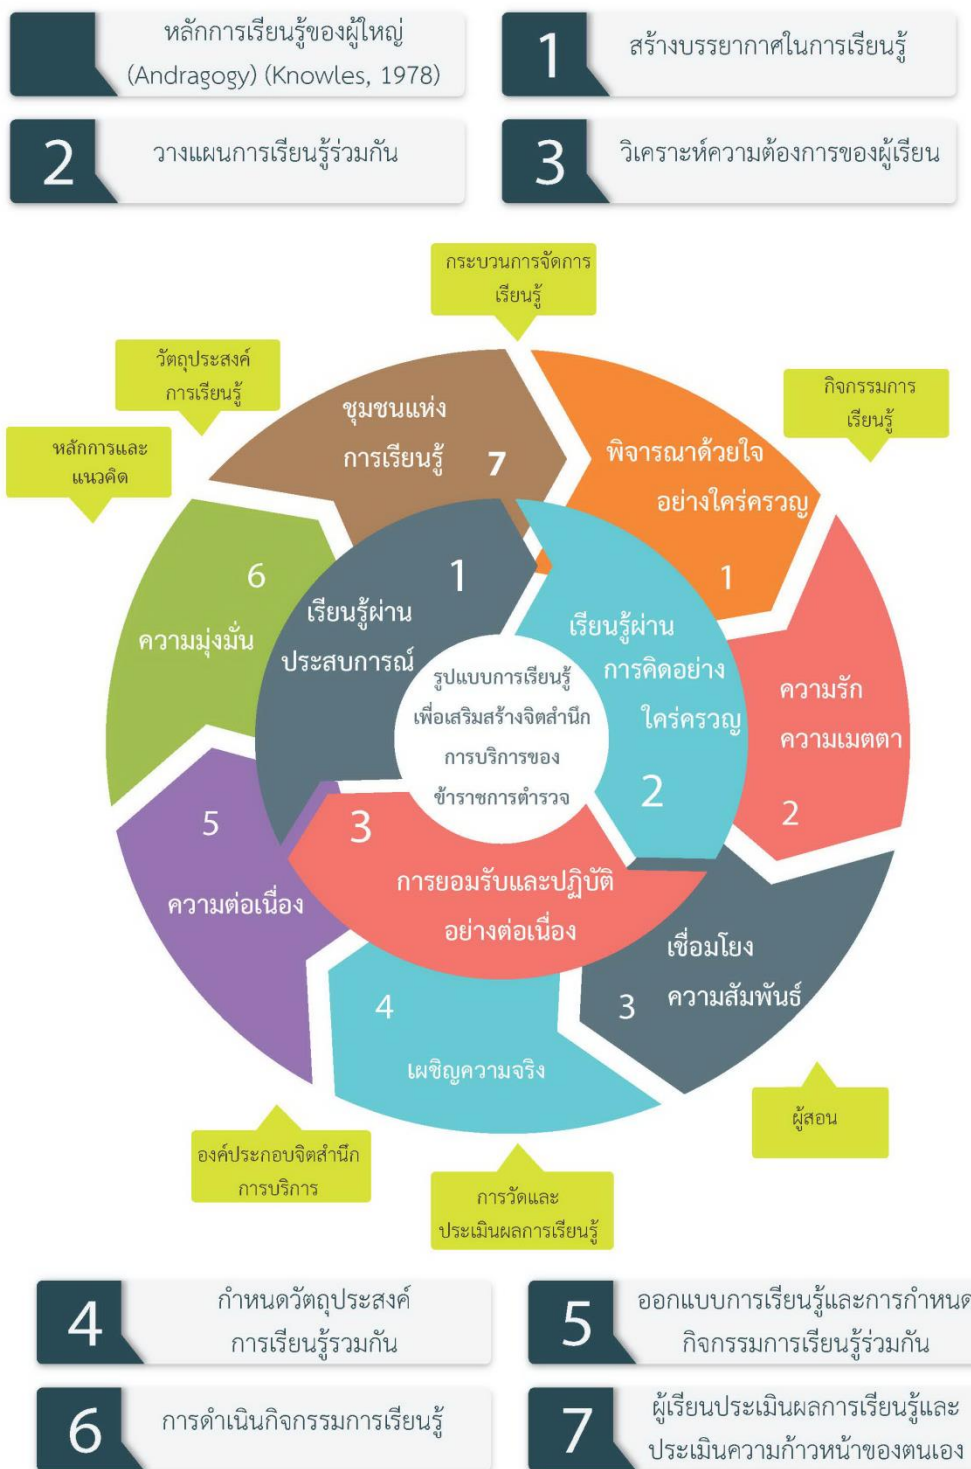 หลักการเรียนรู้ของผู้ใหญ่
(Andragogy) (Knowles, 1978)
1
สร้างบรรยากาศในการเรียนรู้
2
วางแผนการเรียนรู้ร่วมกัน
3
วิเคราะห์ความต้องการของผู้เรียน
กระบวนการจัดการ
เรียนรู้
วัตถุประสงค์
การเรียนรู้
กิจกรรมการ
เรียนรู้
หลักการและ
แนวคิด
ชุมชนแห่ง
การเรียนรู้
7
พิจารณาด้วยใจ
อย่างใคร่ครวญ
1
ความรัก
ความเมตตา
2
เชื่อมโยง
ความสัมพันธ์
3
4
เผชิญความจริง
5
ความต่อเนื่อง
6
ความมุ่งมั่น
1
เรียนรู้ผ่าน
ประสบการณ์
เรียนรู้ผ่าน
การคิดอย่าง
ใคร่ครวญ
2
3
การยอมรับและปฏิบัติ
อย่างต่อเนื่อง
รูปแบบการเรียนรู้
เพื่อเสริมสร้างจิตสำนึก
การบริการของ
ข้าราชการตำรวจ
ผู้สอน
องค์ประกอบจิตสำนึก
การบริการ
การวัดและ
ประเมินผลการเรียนรู้
4
กำหนดวัตถุประสงค์
การเรียนรู้รวมกัน
5
ออกแบบการเรียนรู้และการกำหนด
กิจกรรมการเรียนรู้ร่วมกัน
6
การดำเนินกิจกรรมการเรียนรู้
7
ผู้เรียนประเมินผลการเรียนรู้และ
ประเมินความก้าวหน้าของตนเอง